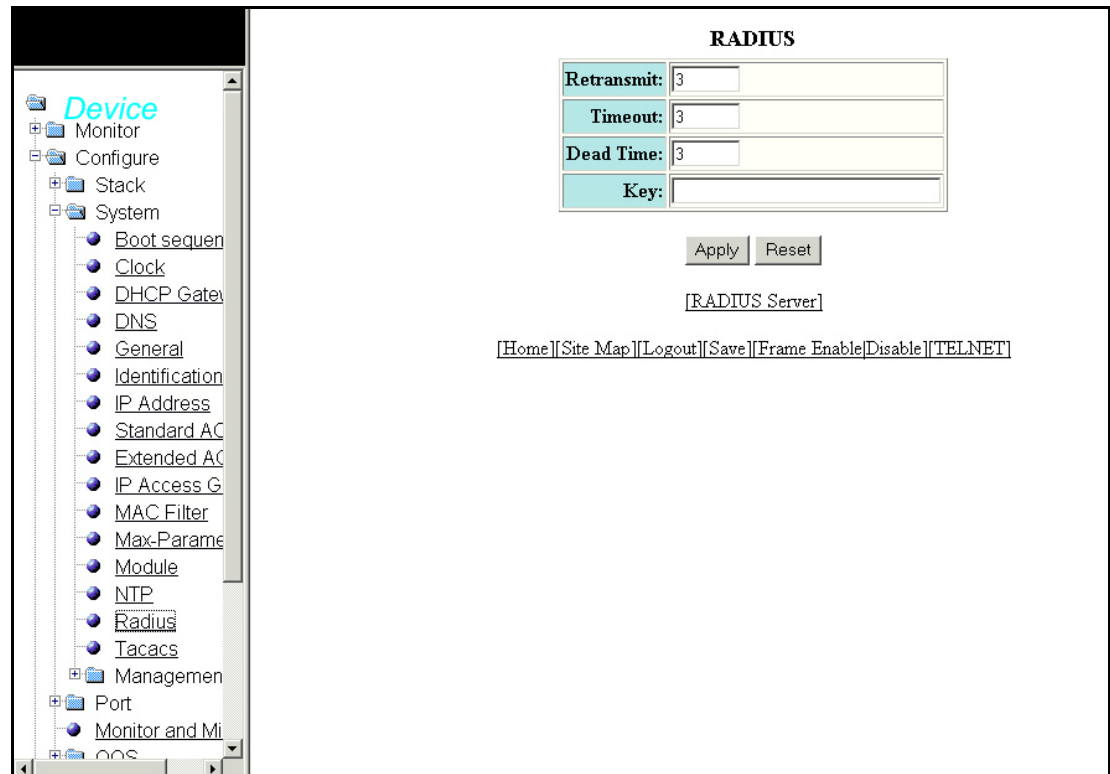 Device
Monitor
Configure
Stack
System
Boot sequen
Clock
DHCP Gatew
DNS
General
Identification
IP Address
Standard AC
Extended AC
IP Access G
MAC Filter
Max-Parame
Module
NTP
Radius
Tacacs
Managemen
Port
Monitor and Mi
QOS
RADIUS
Retransmit: 3
Timeout: 3
Dead Time: 3
Key:
Apply Reset
[RADIUS Server]
[Home][Site Map][Logout][Save][Frame Enable|Disable][TELNET]